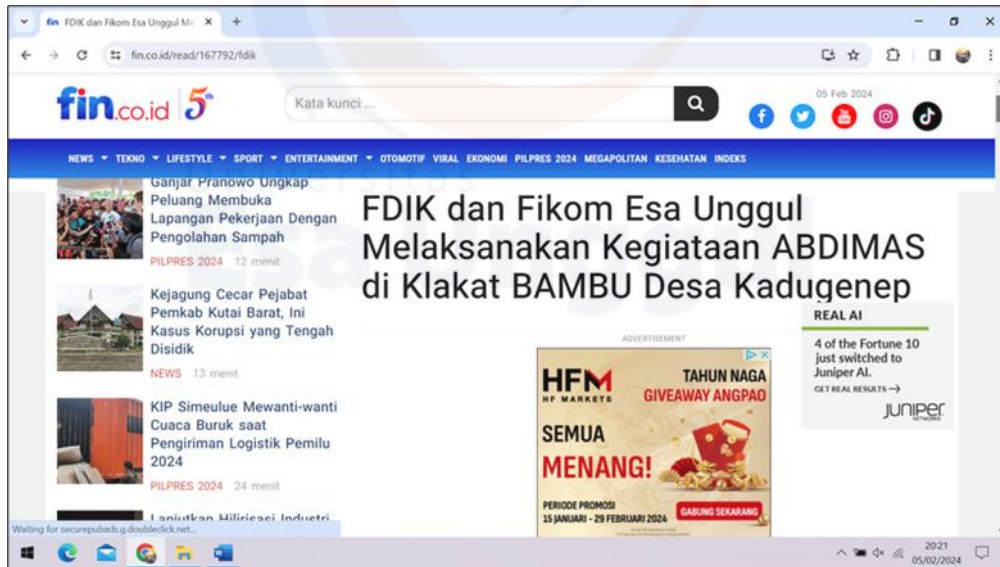 fin FDIK dan Fikom Esa Unggul Me
fin.co.id/read/167792/fdik
fin.co.id 5th
Kata kunci ...
05 Feb 2024
NEWS TEKNO LIFESTYLE SPORT ENTERTAINMENT OTOMOTIF VIRAL EKONOMI PILPRES 2024 MEGAPOLITAN KESEHATAN INDEKS
Universitas
Esa Unggul
Ganjar Pranowo Ungkap
Peluang Membuka
Lapangan Pekerjaan Dengan
Pengolahan Sampah
PILPRES 2024 12 menit
Kejagung Cecar Pejabat
Pemkab Kutai Barat, Ini
Kasus Korupsi yang Tengah
Disidik
NEWS 13 menit
KIP Simeulue Mewanti-wanti
Cuaca Buruk saat
Pengiriman Logistik Pemilu
2024
PILPRES 2024 24 menit
Lanjutkan Hilirisasi Industri
FDIK dan Fikom Esa Unggul
Melaksanakan Kegiataan ABDIMAS
di Klakat BAMBU Desa Kadugenep
ADVERTISEMENT
HFM
HF MARKETS
TAHUN NAGA
GIVEAWAY ANGPAO
SEMUA
MENANG!
PERIODE PROMOSI
15 JANUARI - 29 FEBRUARI 2024
GABUNG SEKARANG
REAL AI
4 of the Fortune 10
just switched to
Juniper AI.
GET REAL RESULTS →
JUNIPER
NETWORKS
Waiting for securepubads.g.doubleclick.net...
20:21
05/02/2024